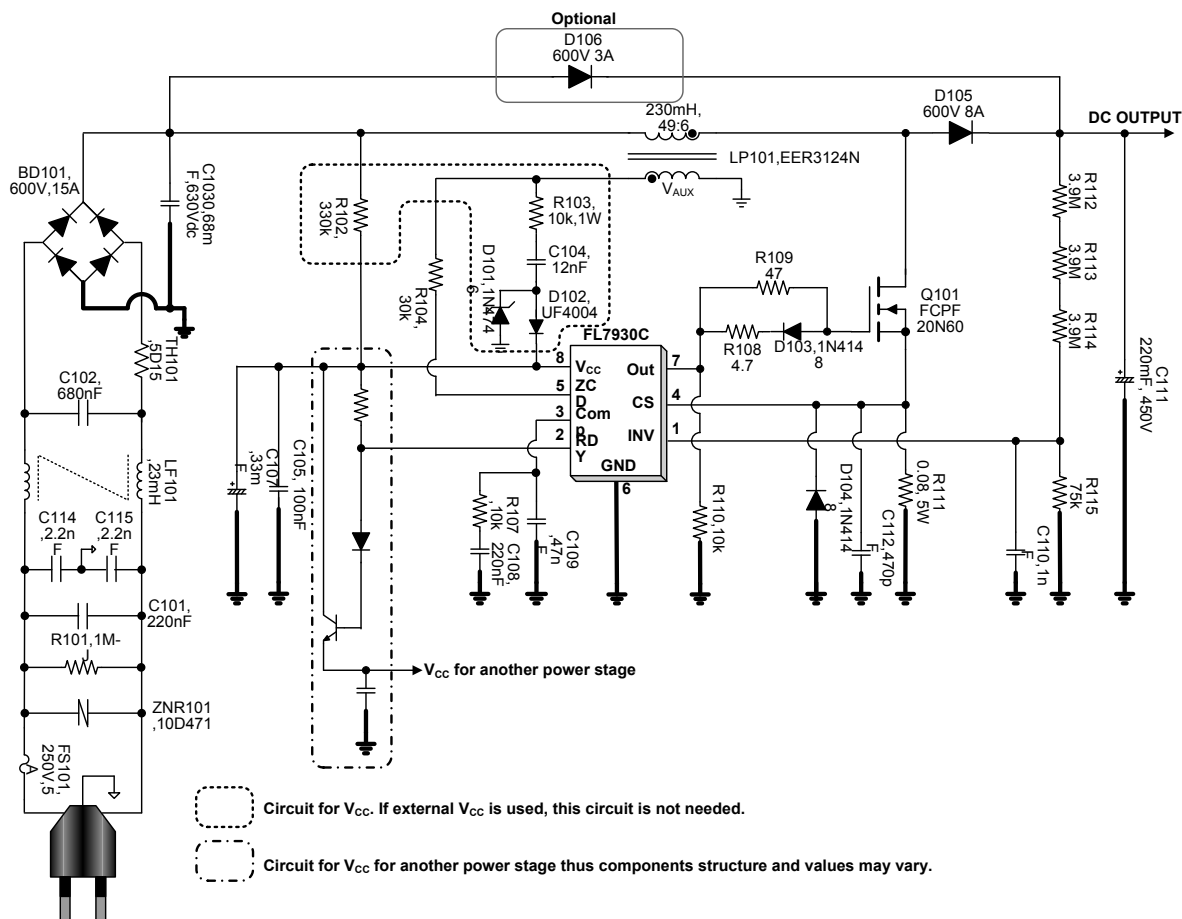 Optional
D106
600V 3A
230mH,
49:6
D105
600V 8A
DC OUTPUT
LP101,EER3124N
VAUX
BD101,
600V,15A
C1030,68m
F,630Vdc
R102,
330k
R103,
10k,1W
C104,
12nF
D101,1N474
6
D102,
UF4004
R104,
30k
R109
47
R108
4.7
D103,1N414
8
Q101
FCPF
20N60
R112
3.9M
R113
3.9M
R114
3.9M
C111
220mF, 450V
TH101
,5D15
C102,
680nF
LF101
,23mH
C114
,2.2n
F
C115
,2.2n
F
C101,
220nF
R101,1M-
ZNR101
,10D471
FS101,
250V,5
A
FL7930C
8
VCC
5
ZC
D
3
Com
p
2
RD
Y
Out
7
CS
4
INV
1
GND
6
C107
,33m
F
C105, 100nF
R107
,10k
C108,
220nF
C109
,47n
F
R110,10k
D104,1N414
8
C112,470p
F
R111
0.08, 5W
C110,1n
F
R115
75k
VCC for another power stage
Circuit for VCC. If external VCC is used, this circuit is not needed.
Circuit for VCC for another power stage thus components structure and values may vary.